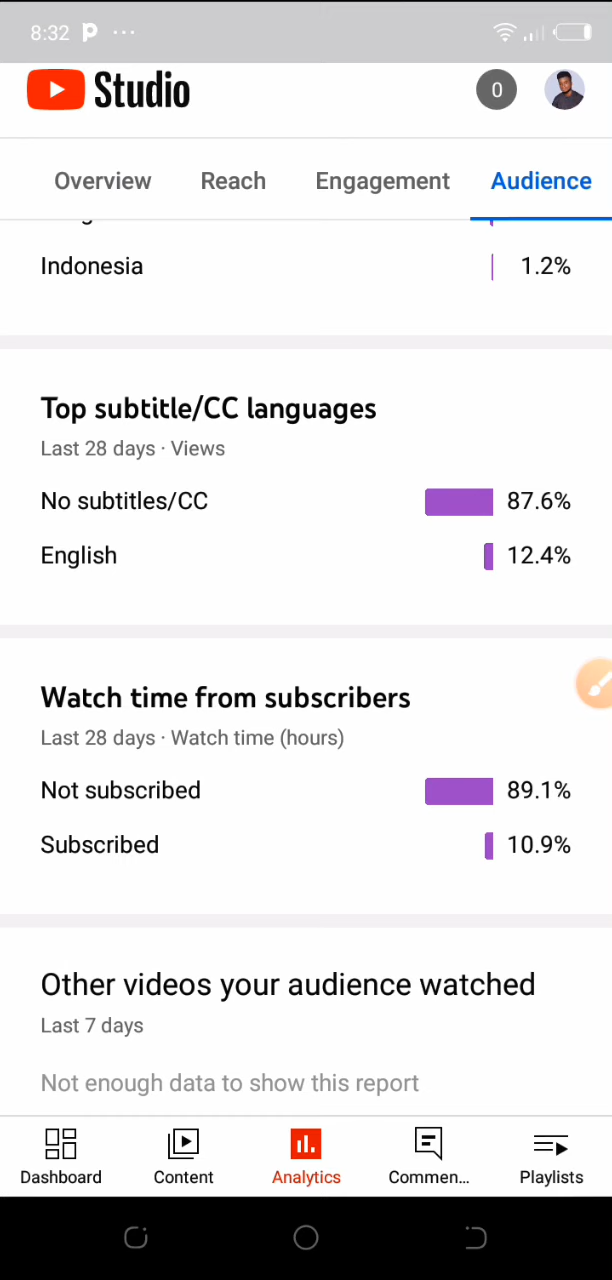 8:32
Studio
0
Overview Reach Engagement Audience
Indonesia 1.2%
Top subtitle/CC languages
Last 28 days · Views
No subtitles/CC 87.6%
English 12.4%
Watch time from subscribers
Last 28 days · Watch time (hours)
Not subscribed 89.1%
Subscribed 10.9%
Other videos your audience watched
Last 7 days
Not enough data to show this report
Dashboard Content Analytics Commen... Playlists